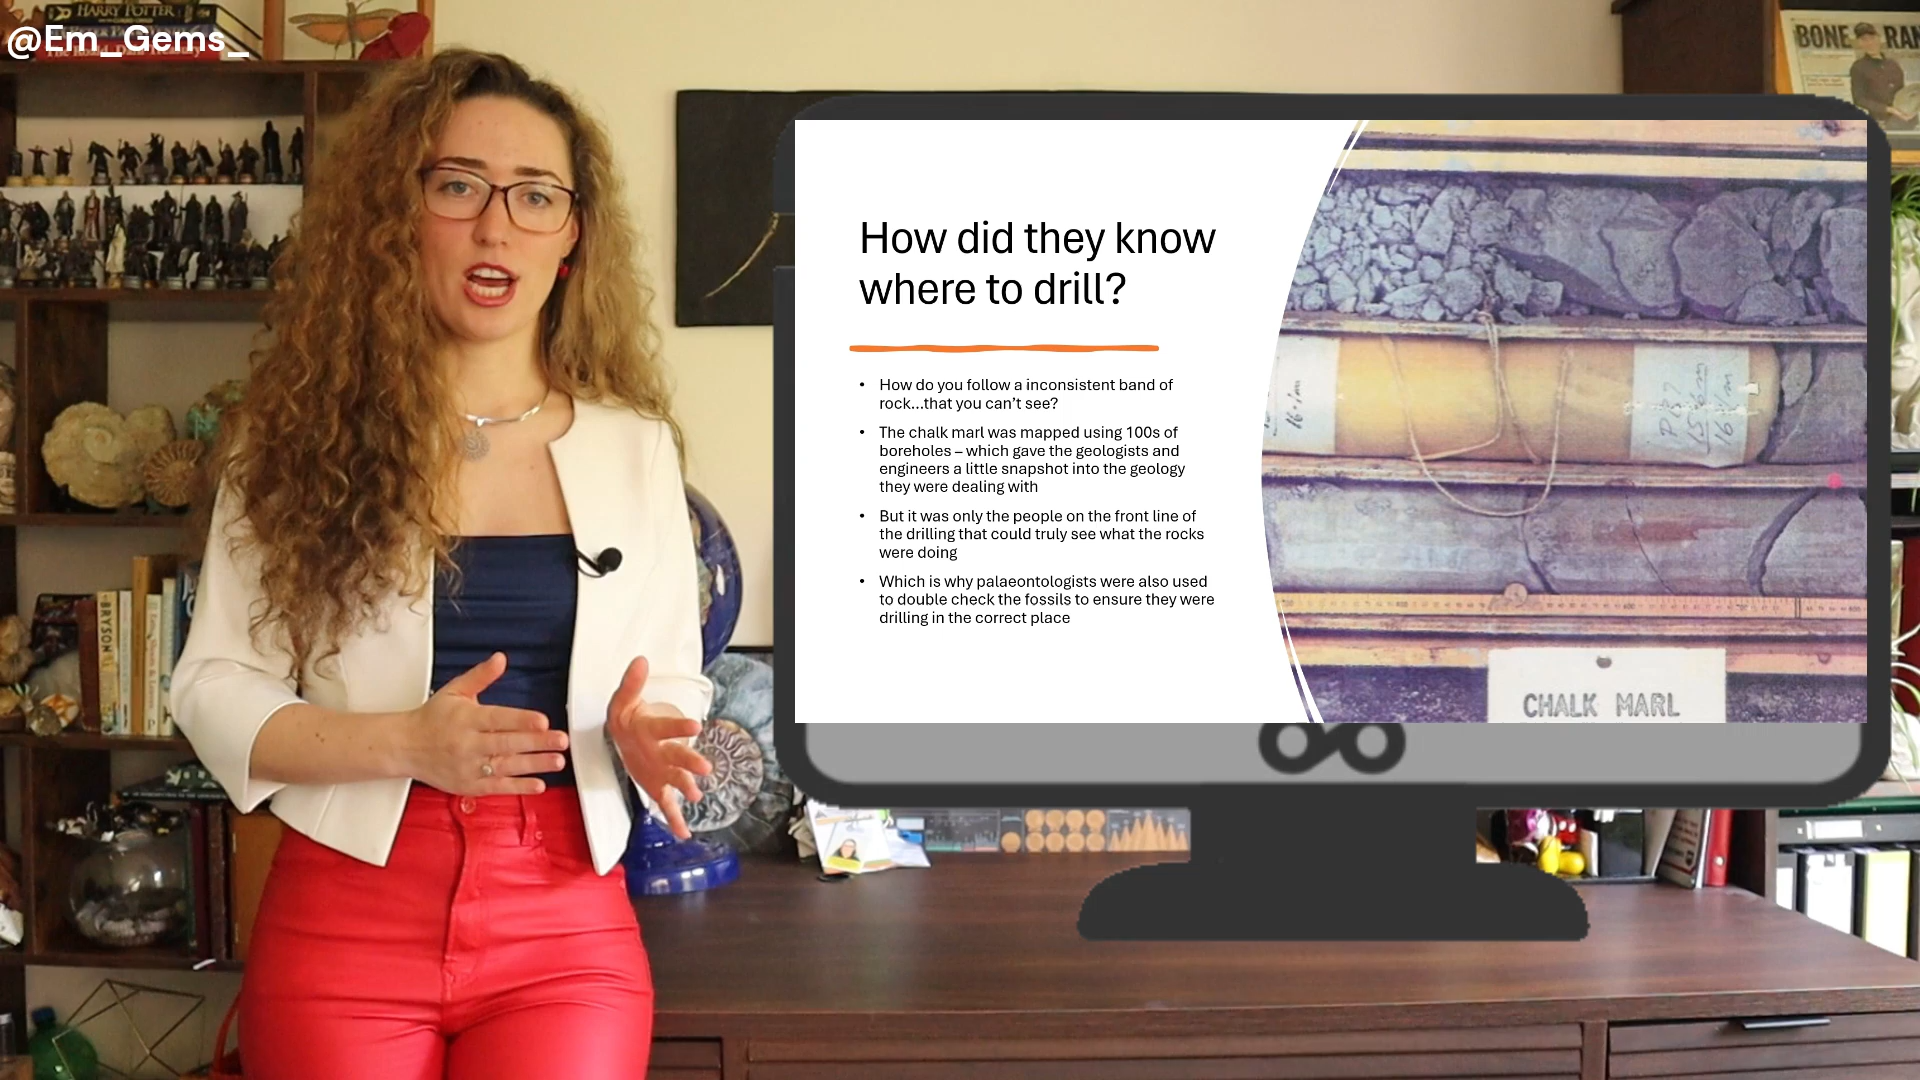 @Em_Gems_
HARRY POTTER
BONE RAN
How did they know
where to drill?
• How do you follow a inconsistent band of
rock...that you can't see?
• The chalk marl was mapped using 100s of
boreholes – which gave the geologists and
engineers a little snapshot into the geology
they were dealing with
• But it was only the people on the front line of
the drilling that could truly see what the rocks
were doing
• Which is why palaeontologists were also used
to double check the fossils to ensure they were
drilling in the correct place
CHALK MARL
BRYSON